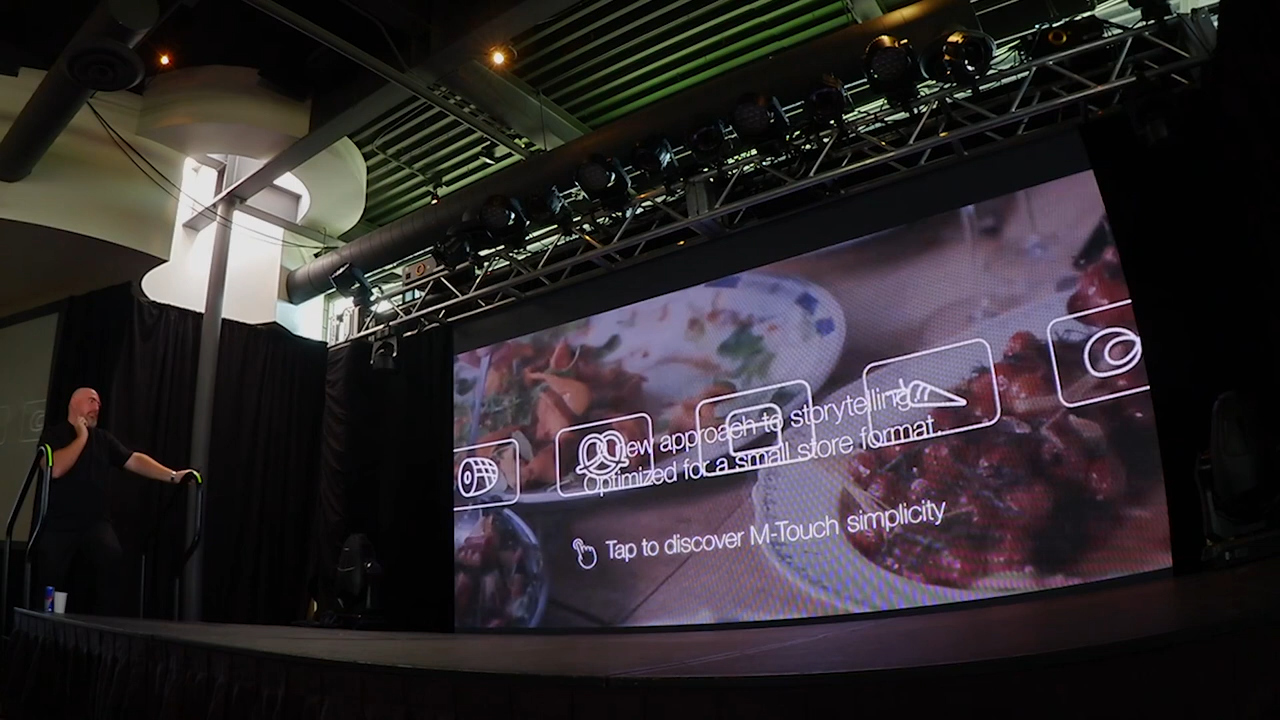 new approach to storytelling
Optimized for a small store format.
Tap to discover M-Touch simplicity